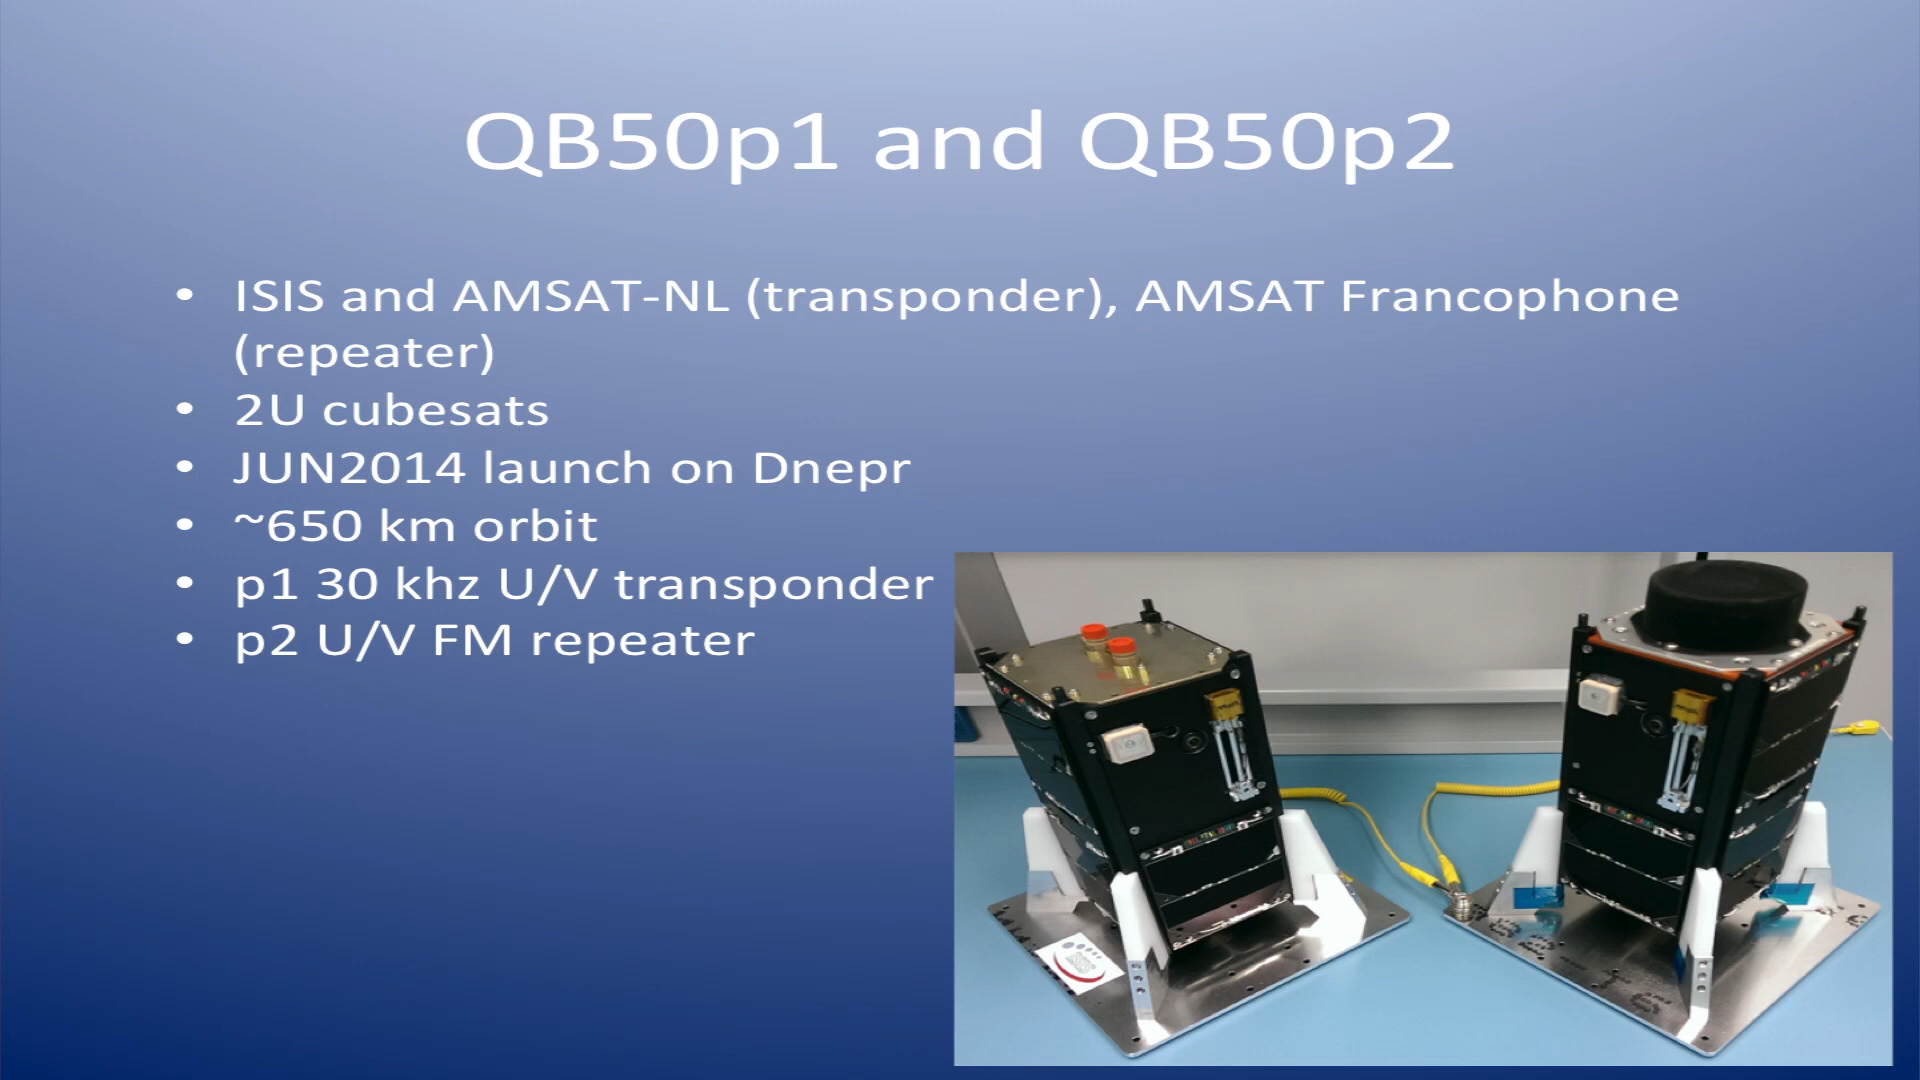 QB50p1 and QB50p2
• ISIS and AMSAT-NL (transponder), AMSAT Francophone
(repeater)
• 2U cubesats
• JUN2014 launch on Dnepr
• ~650 km orbit
• p1 30 khz U/V transponder
• p2 U/V FM repeater